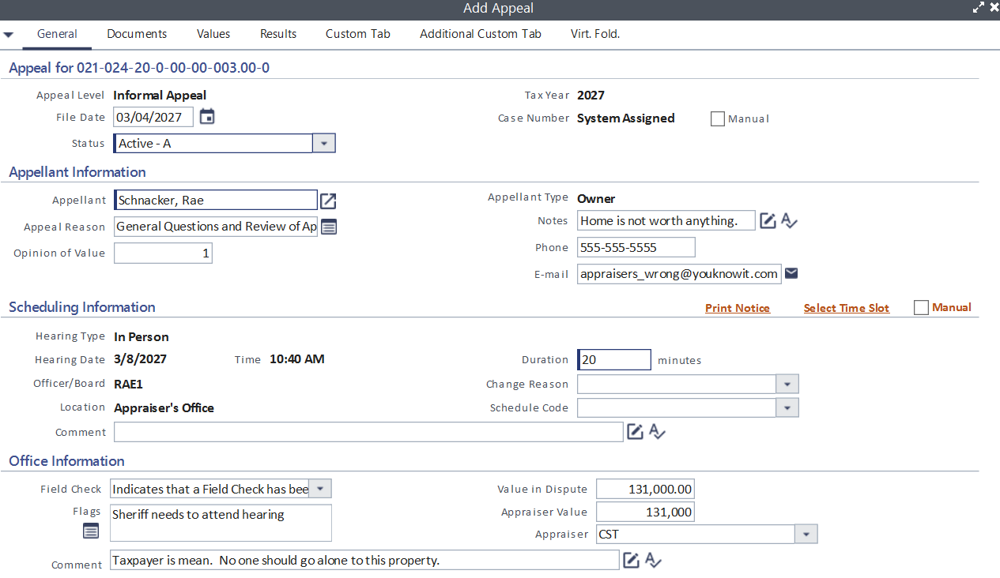 Add Appeal
General Documents Values Results Custom Tab Additional Custom Tab Virt. Fold.
Appeal for 021-024-20-0-00-00-003.00-0
Appeal Level Informal Appeal Tax Year 2027
File Date 03/04/2027 Case Number System Assigned Manual
Status Active - A
Appellant Information
Appellant Schnacker, Rae Appellant Type Owner
Appeal Reason General Questions and Review of Ap Notes Home is not worth anything.
Opinion of Value 1 Phone 555-555-5555
E-mail appraisers_wrong@youknowit.com
Scheduling Information Print Notice Select Time Slot Manual
Hearing Type In Person
Hearing Date 3/8/2027 Time 10:40 AM Duration 20 minutes
Officer/Board RAE1 Change Reason
Location Appraiser's Office Schedule Code
Comment
Office Information
Field Check Indicates that a Field Check has bee Value in Dispute 131,000.00
Flags Sheriff needs to attend hearing Appraiser Value 131,000
Appraiser CST
Comment Taxpayer is mean. No one should go alone to this property.